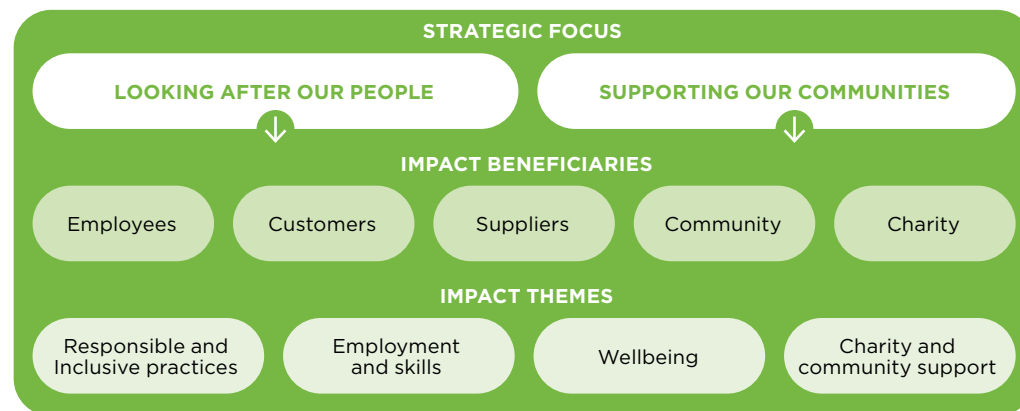 STRATEGIC FOCUS
LOOKING AFTER OUR PEOPLE
SUPPORTING OUR COMMUNITIES
IMPACT BENEFICIARIES
Employees
Customers
Suppliers
Community
Charity
IMPACT THEMES
Responsible and
Inclusive practices
Employment
and skills
Wellbeing
Charity and
community support